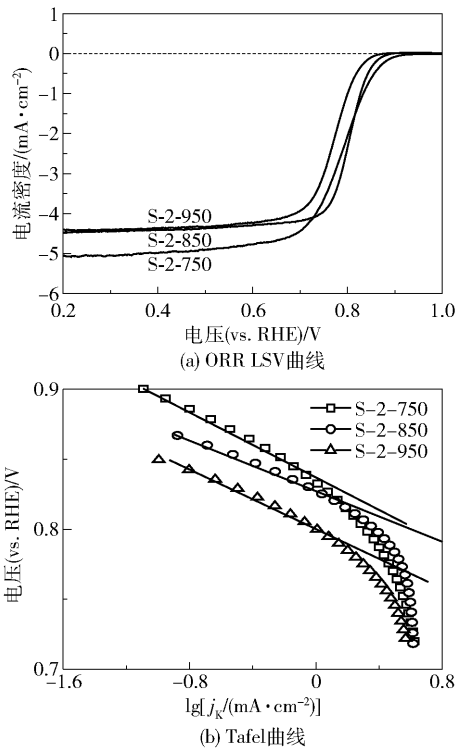 1
0
−1
−2
−3
−4
−5
−6
电流密度/(mA·cm⁻²)
S-2-950
S-2-850
S-2-750
0.2 0.4 0.6 0.8 1.0
电压(vs. RHE)/V
(a) ORR LSV曲线
0.9
0.8
0.7
电压(vs. RHE)/V
S-2-750
S-2-850
S-2-950
−1.6 −0.8 0 0.8
lg[jK/(mA·cm⁻²)]
(b) Tafel曲线